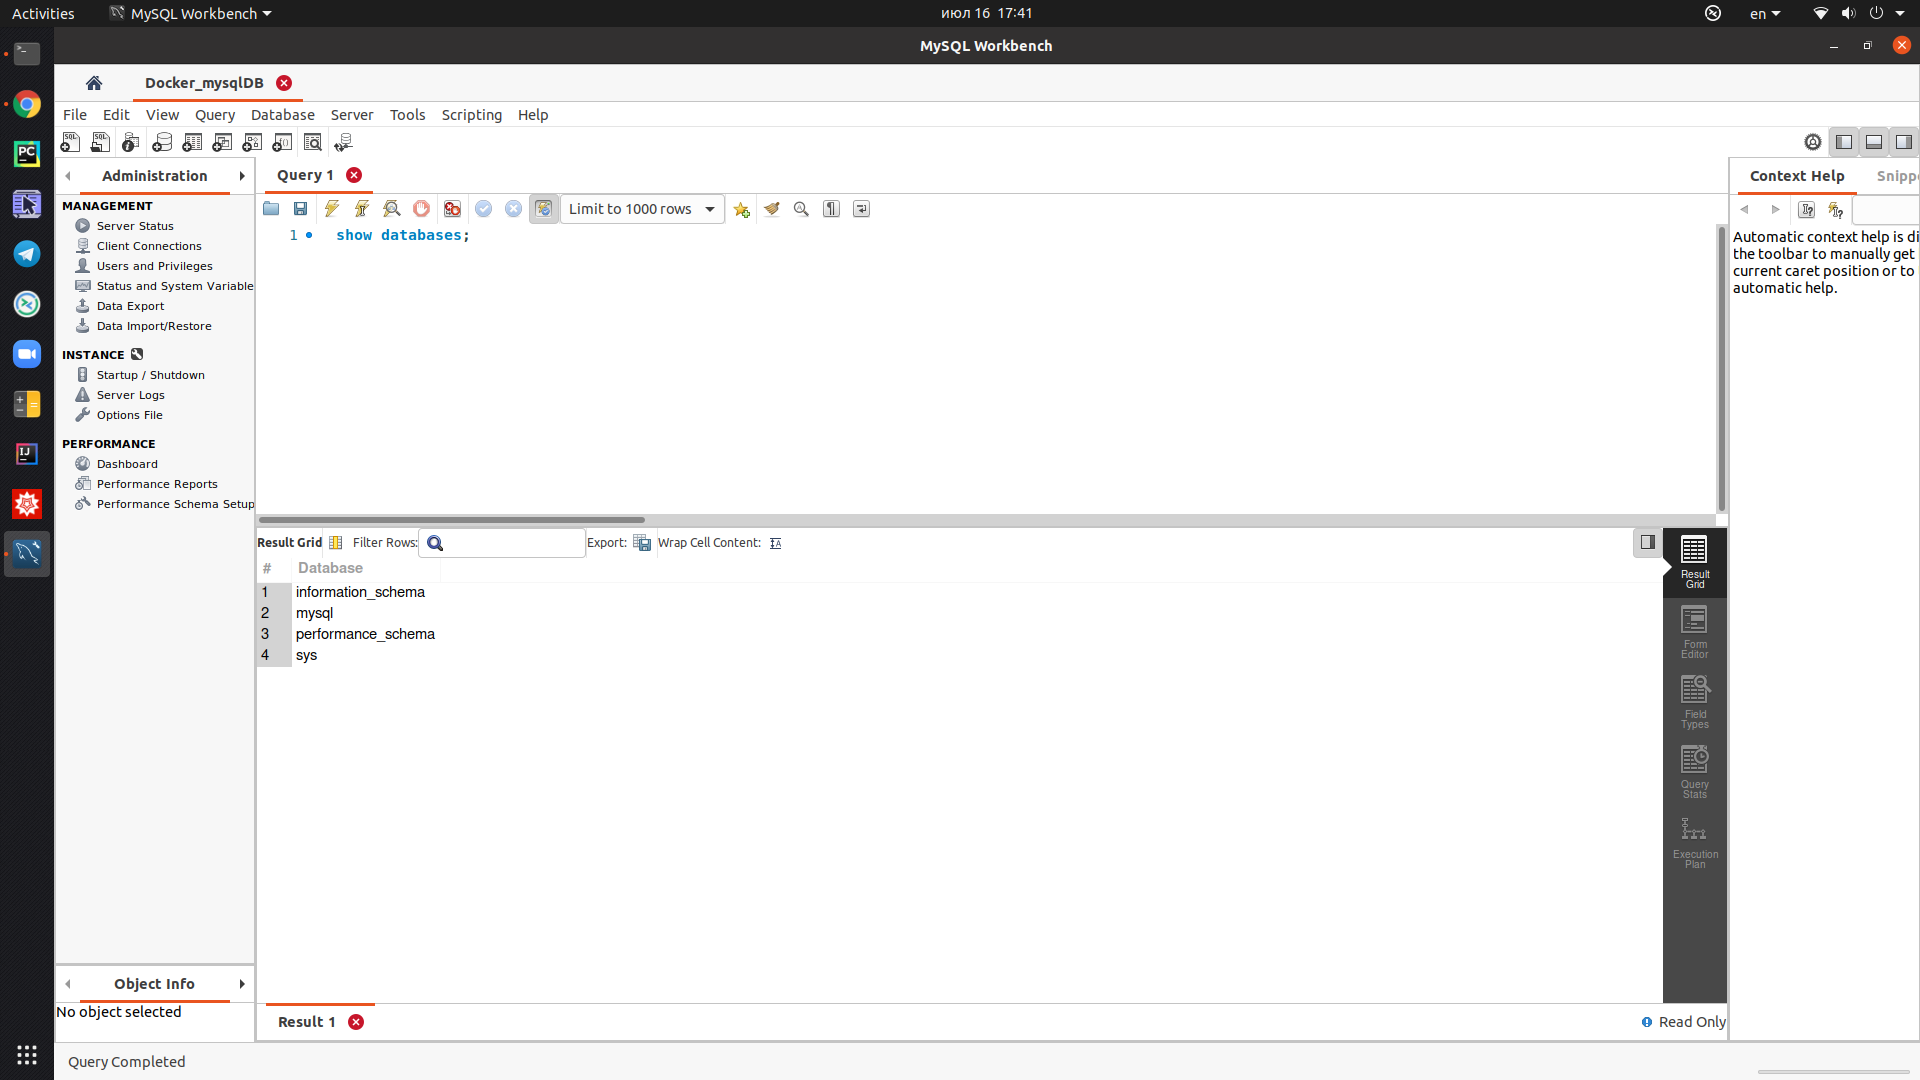 Activities
MySQL Workbench
июл 16 17:41
en
MySQL Workbench
Docker_mysqlDB
File Edit View Query Database Server Tools Scripting Help
Administration
MANAGEMENT
Server Status
Client Connections
Users and Privileges
Status and System Variable
Data Export
Data Import/Restore
INSTANCE
Startup / Shutdown
Server Logs
Options File
PERFORMANCE
Dashboard
Performance Reports
Performance Schema Setup
Object Info
No object selected
Query 1
Limit to 1000 rows
1 show databases;
Result Grid Filter Rows: Export: Wrap Cell Content:
# Database
1 information_schema
2 mysql
3 performance_schema
4 sys
Result
Grid
Form
Editor
Field
Types
Query
Stats
Execution
Plan
Result 1
Read Only
Context Help Snippe
Automatic context help is di
the toolbar to manually get
current caret position or to
automatic help.
Query Completed